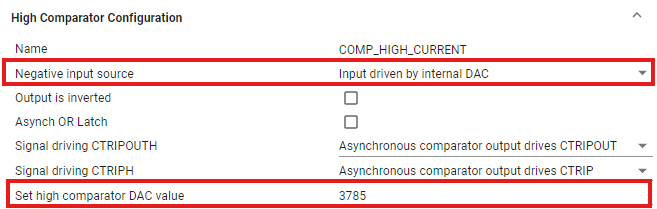 High Comparator Configuration
Name COMP_HIGH_CURRENT
Negative input source Input driven by internal DAC
Output is inverted
Asynch OR Latch
Signal driving CTRIPOUTH Asynchronous comparator output drives CTRIPOUT
Signal driving CTRIPH Asynchronous comparator output drives CTRIP
Set high comparator DAC value 3785